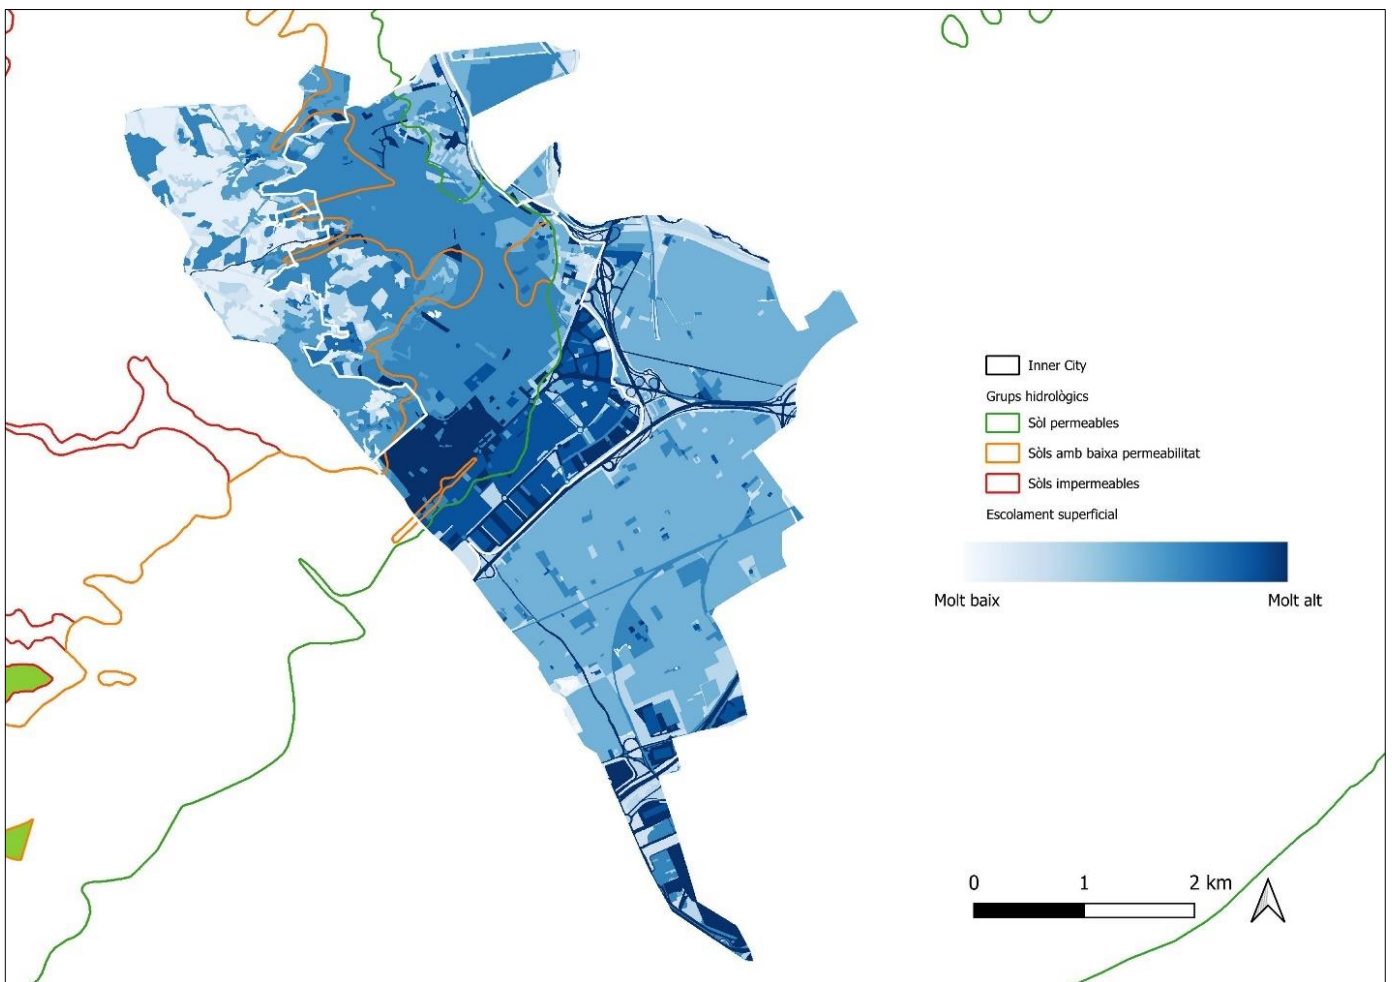 Inner City
Grups hidrològics
Sòl permeables
Sòls amb baixa permeabilitat
Sòls impermeables
Escolament superficial
Molt baix
Molt alt
0
1
2 km